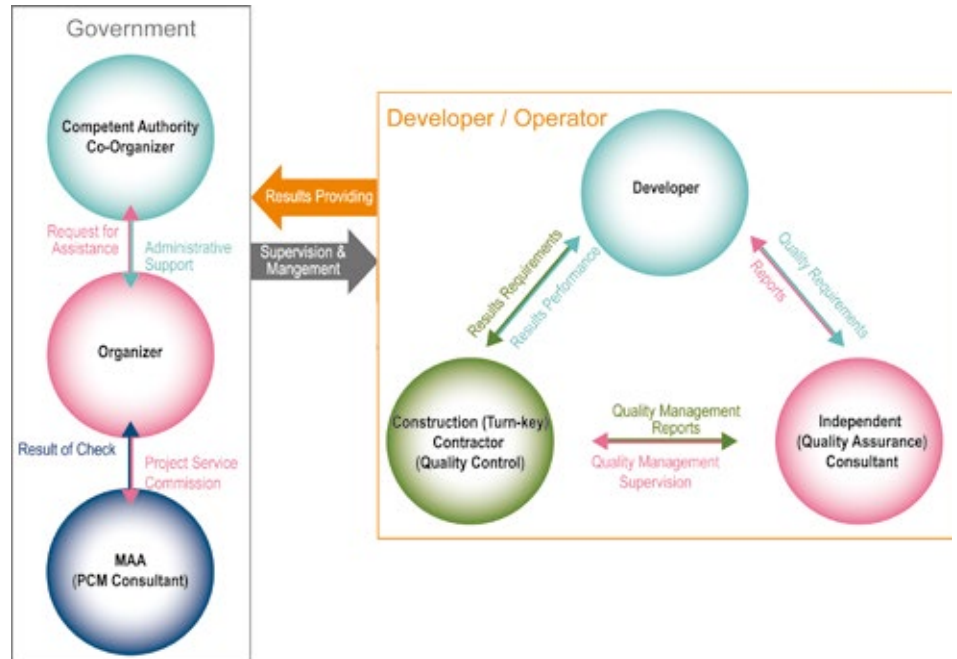 Government
Competent Authority
Co-Organizer
Request for
Assistance
Administrative
Support
Organizer
Result of Check
Project Service
Commission
MAA
(PCM Consultant)
Results Providing
Supervision &
Mangement
Developer / Operator
Developer
Results Requirements
Results Performance
Quality Requirements
Reports
Construction (Turn-key)
Contractor
(Quality Control)
Quality Management
Reports
Quality Management
Supervision
Independent
(Quality Assurance)
Consultant